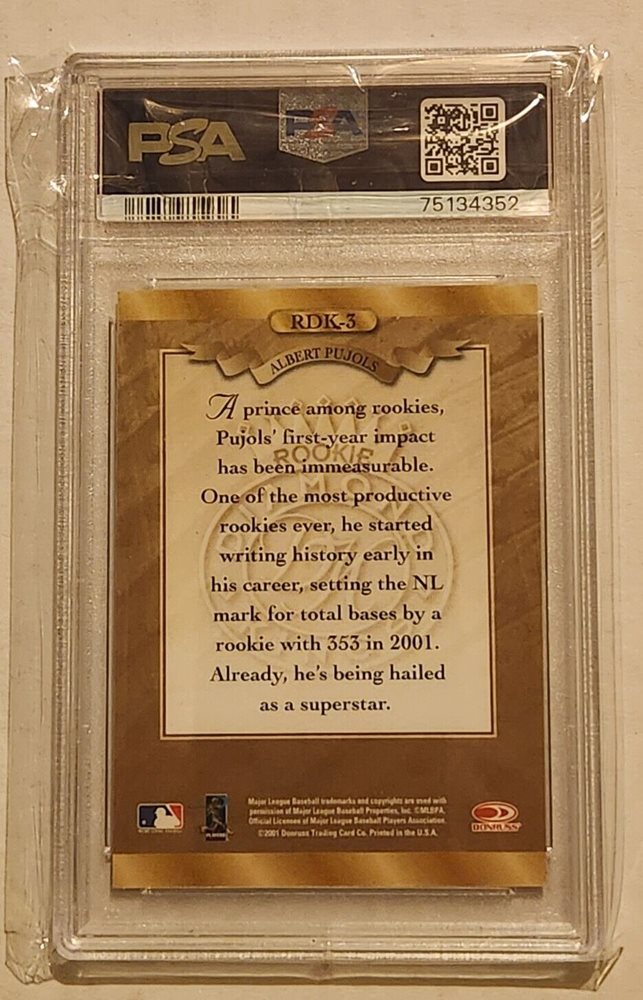 PSA
PSA
75134352
RDK-3
ALBERT PUJOLS
A prince among rookies,
Pujols' first-year impact
has been immeasurable.
One of the most productive
rookies ever, he started
writing history early in
his career, setting the NL
mark for total bases by a
rookie with 353 in 2001.
Already, he's being hailed
as a superstar.
ROOKIE
DIAMOND
Major League Baseball trademarks and copyrights are used with
permission of Major League Baseball Properties, Inc. ©MLBPA.
Official Licensee of Major League Baseball Players Association.
©2001 Donruss Trading Card Co. Printed in the U.S.A.
PLAYERS
DONRUSS